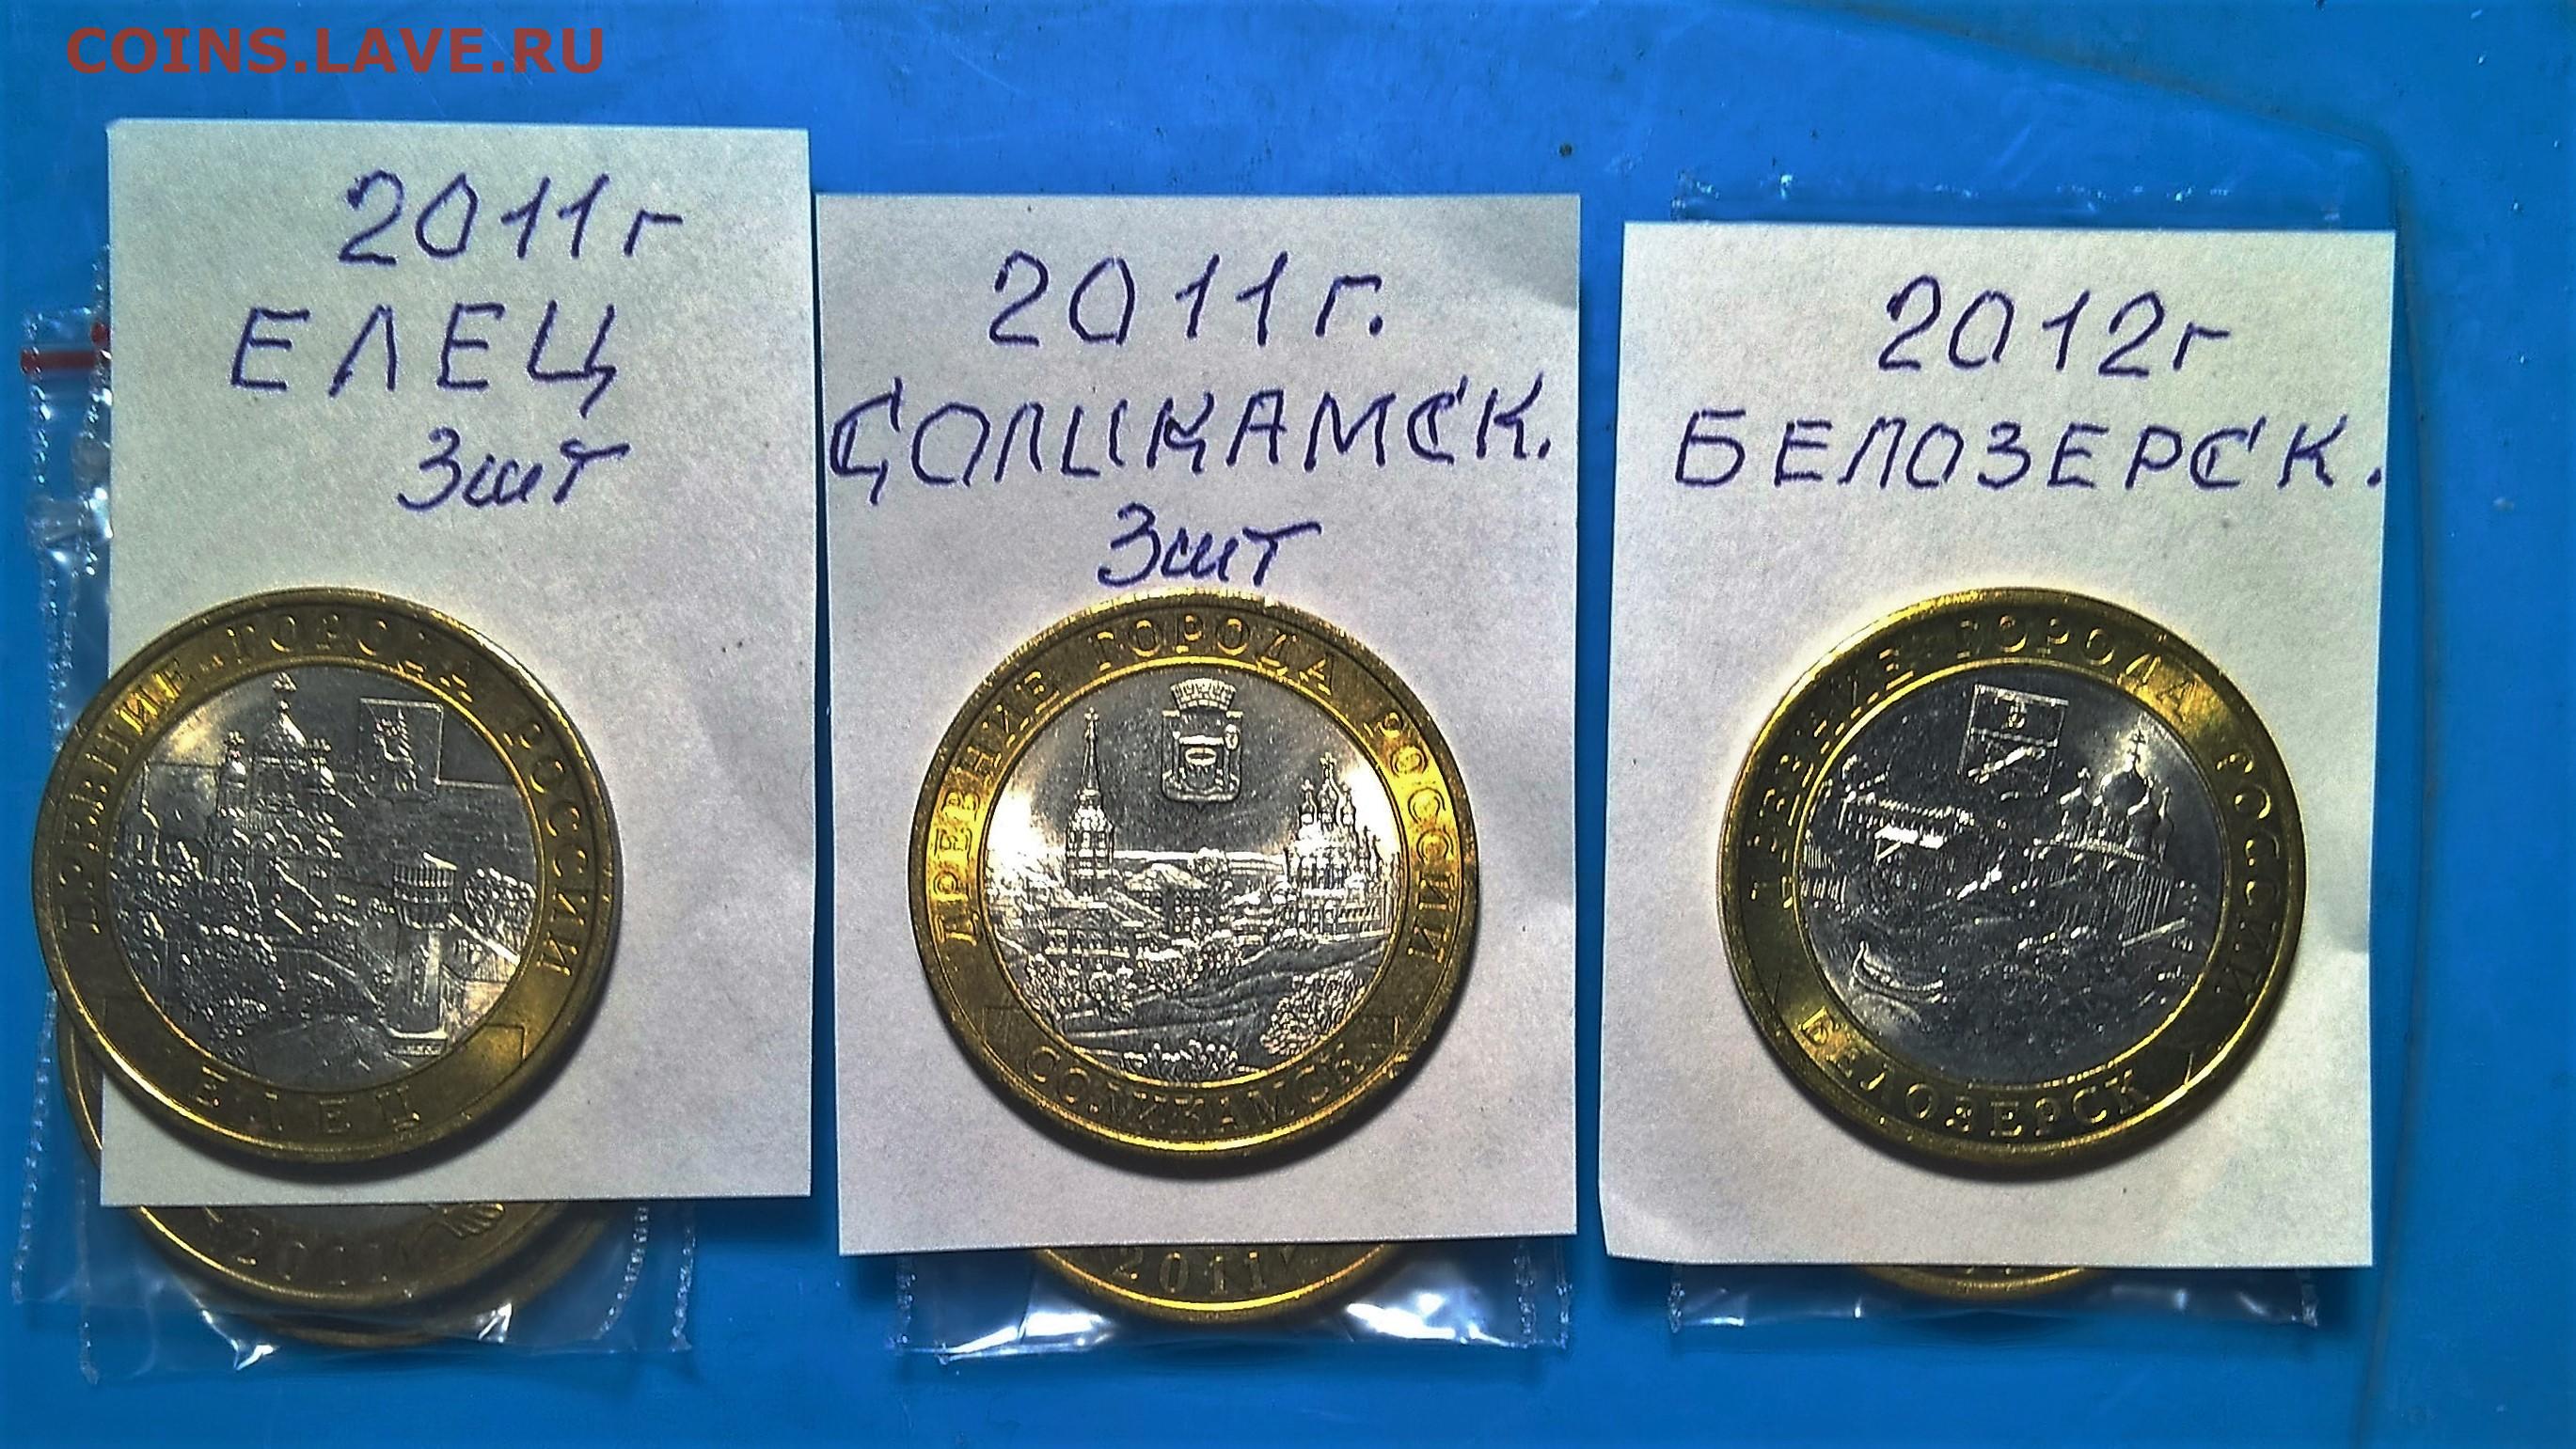 COINS.LAVE.RU
2011г
ЕЛЕЦ
3шт
ДРЕВНИЕ ГОРОДА РОССИИ
ЕЛЕЦ
2011
2011г.
СОЛИКАМСК.
3шт
ДРЕВНИЕ ГОРОДА РОССИИ
СОЛИКАМСК
2011
2012г
БЕЛОЗЕРСК.
ДРЕВНИЕ ГОРОДА РОССИИ
БЕЛОЗЕРСК